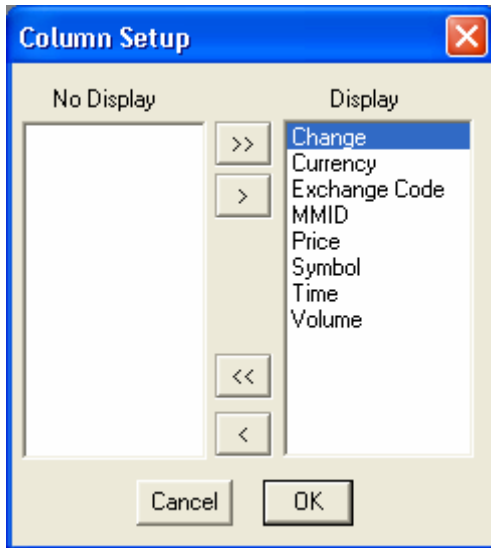 Column Setup
No Display
Display
>>
>
<<
<
Change
Currency
Exchange Code
MMID
Price
Symbol
Time
Volume
Cancel
OK